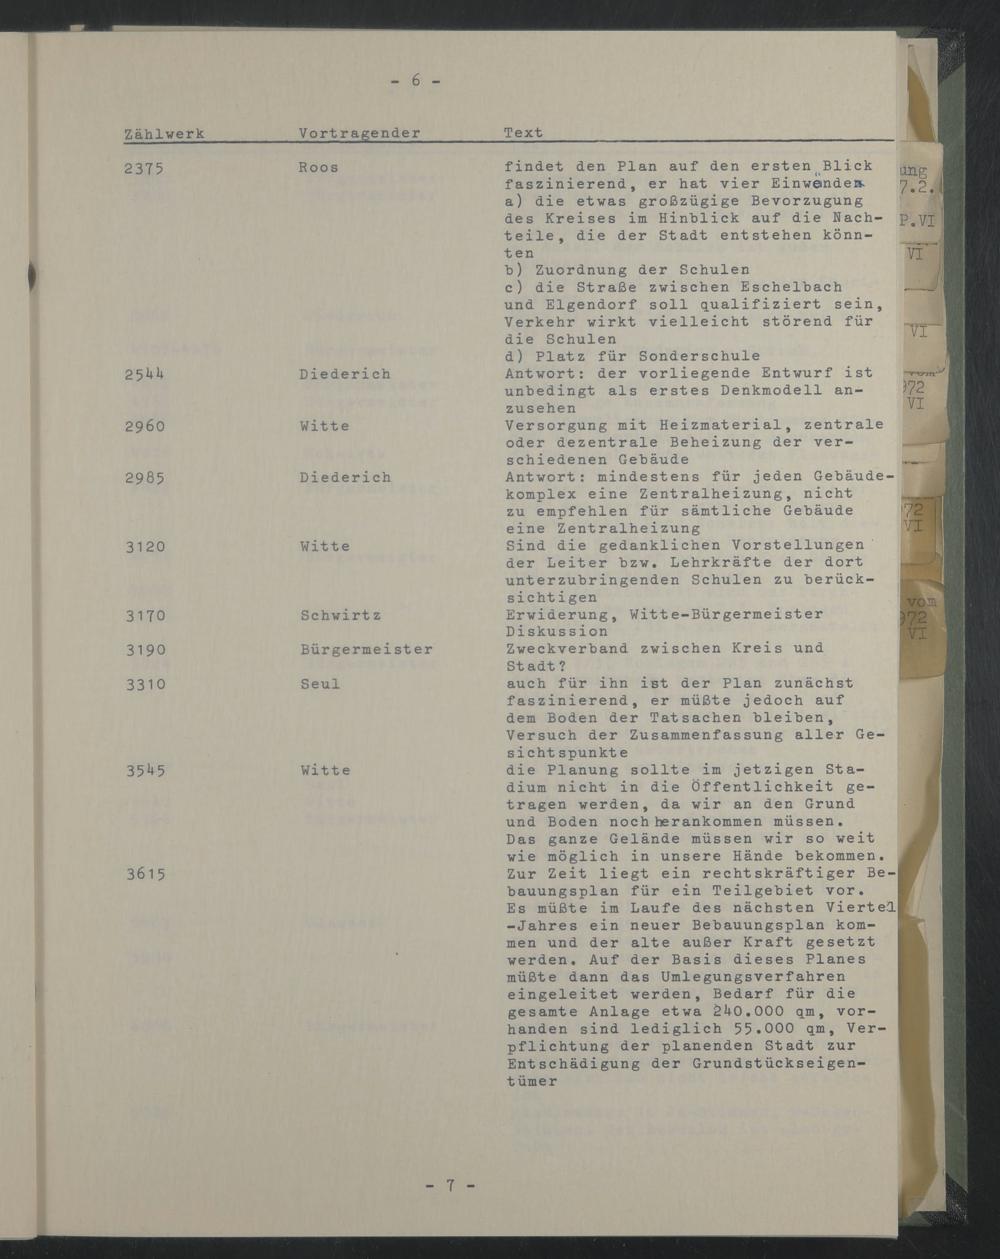 - 6 -
Zählwerk Vortragender Text
2375 Roos findet den Plan auf den ersten Blick
faszinierend, er hat vier Einwände
a) die etwas großzügige Bevorzugung
des Kreises im Hinblick auf die Nach-
teile, die der Stadt entstehen könn-
ten
b) Zuordnung der Schulen
c) die Straße zwischen Eschelbach
und Elgendorf soll qualifiziert sein,
Verkehr wirkt vielleicht störend für
die Schulen
d) Platz für Sonderschule
2544 Diederich Antwort: der vorliegende Entwurf ist
unbedingt als erstes Denkmodell an-
zusehen
2960 Witte Versorgung mit Heizmaterial, zentrale
oder dezentrale Beheizung der ver-
schiedenen Gebäude
2985 Diederich Antwort: mindestens für jeden Gebäude-
komplex eine Zentralheizung, nicht
zu empfehlen für sämtliche Gebäude
eine Zentralheizung
3120 Witte Sind die gedanklichen Vorstellungen
der Leiter bzw. Lehrkräfte der dort
unterzubringenden Schulen zu berück-
sichtigen
3170 Schwirtz Erwiderung, Witte-Bürgermeister
Diskussion
3190 Bürgermeister Zweckverband zwischen Kreis und
Stadt?
3310 Seul auch für ihn ist der Plan zunächst
faszinierend, er müßte jedoch auf
dem Boden der Tatsachen bleiben,
Versuch der Zusammenfassung aller Ge-
sichtspunkte
3545 Witte die Planung sollte im jetzigen Sta-
dium nicht in die Öffentlichkeit ge-
tragen werden, da wir an den Grund
und Boden noch herankommen müssen.
Das ganze Gelände müssen wir so weit
wie möglich in unsere Hände bekommen.
3615 Zur Zeit liegt ein rechtskräftiger Be-
bauungsplan für ein Teilgebiet vor.
Es müßte im Laufe des nächsten Viertel
-Jahres ein neuer Bebauungsplan kom-
men und der alte außer Kraft gesetzt
werden. Auf der Basis dieses Planes
müßte dann das Umlegungsverfahren
eingeleitet werden, Bedarf für die
gesamte Anlage etwa 240.000 qm, vor-
handen sind lediglich 55.000 qm, Ver-
pflichtung der planenden Stadt zur
Entschädigung der Grundstückseigen-
tümer
- 7 -
ung
7.2.
P.VI
VI
VI
972
VI
72
VI
vom
972
VI